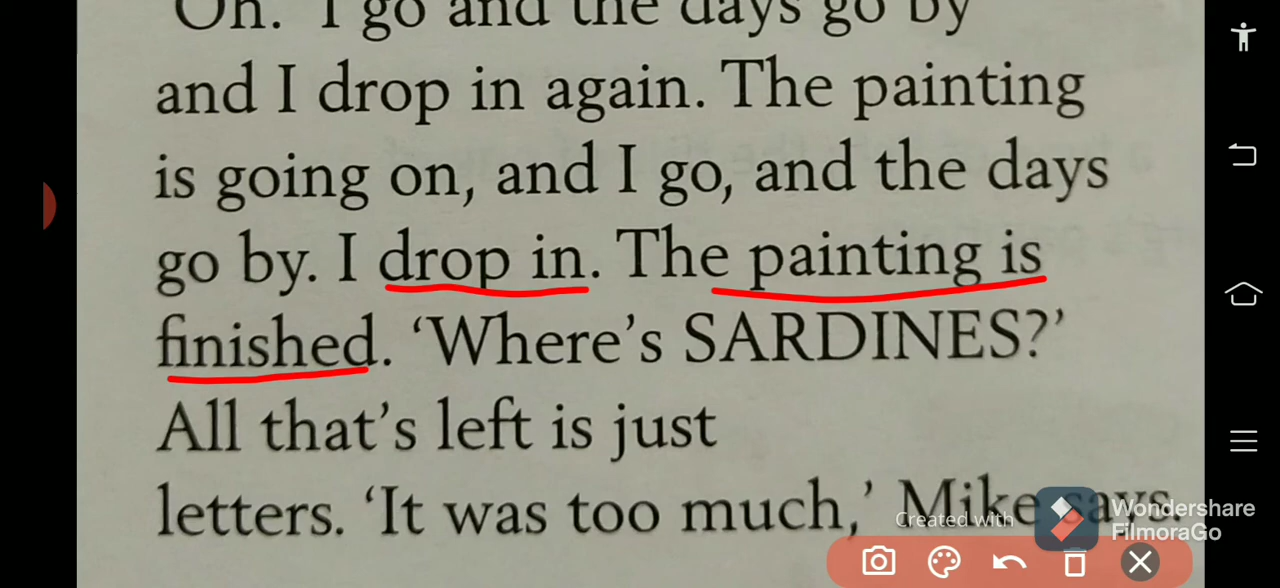 Oh.' I go and the days go by
and I drop in again. The painting
is going on, and I go, and the days
go by. I drop in. The painting is
finished. ‘Where’s SARDINES?’
All that’s left is just
letters. ‘It was too much,’ Mike says.
Created with
Wondershare
FilmoraGo